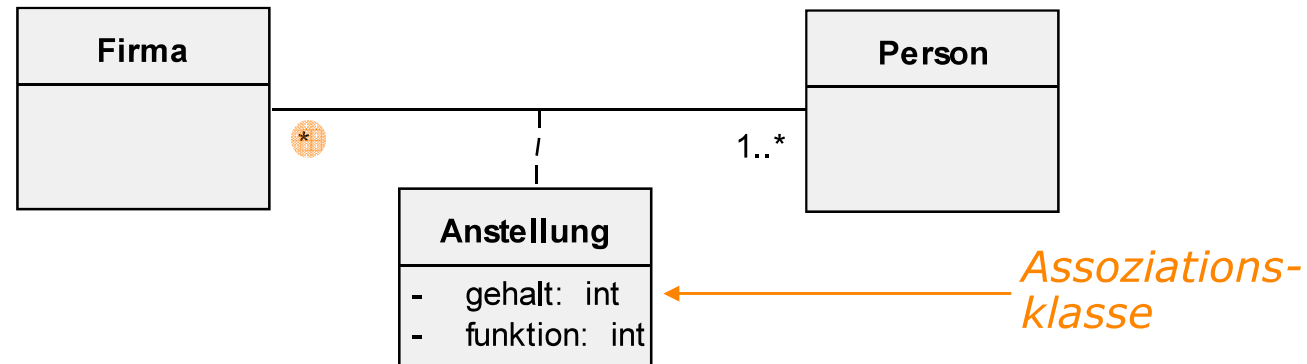 Firma
Person
*
1..*
Anstellung
- gehalt: int
- funktion: int
Assoziations-
klasse